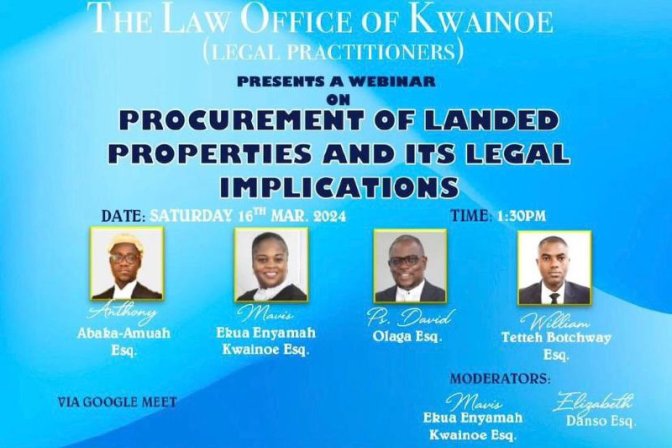 THE LAW OFFICE OF KWAINOE
(LEGAL PRACTITIONERS)
PRESENTS A WEBINAR
ON
PROCUREMENT OF LANDED
PROPERTIES AND ITS LEGAL
IMPLICATIONS
DATE: SATURDAY 16TH MAR. 2024 TIME: 1:30PM
Anthony
Abaka-Amuah
Esq.
Mavis
Ekua Enyamah
Kwainoe Esq.
Ps. David
Olaga Esq.
William
Tetteh Botchway
Esq.
MODERATORS:
VIA GOOGLE MEET
Mavis
Ekua Enyamah
Kwainoe Esq.
Elizabeth
Danso Esq.